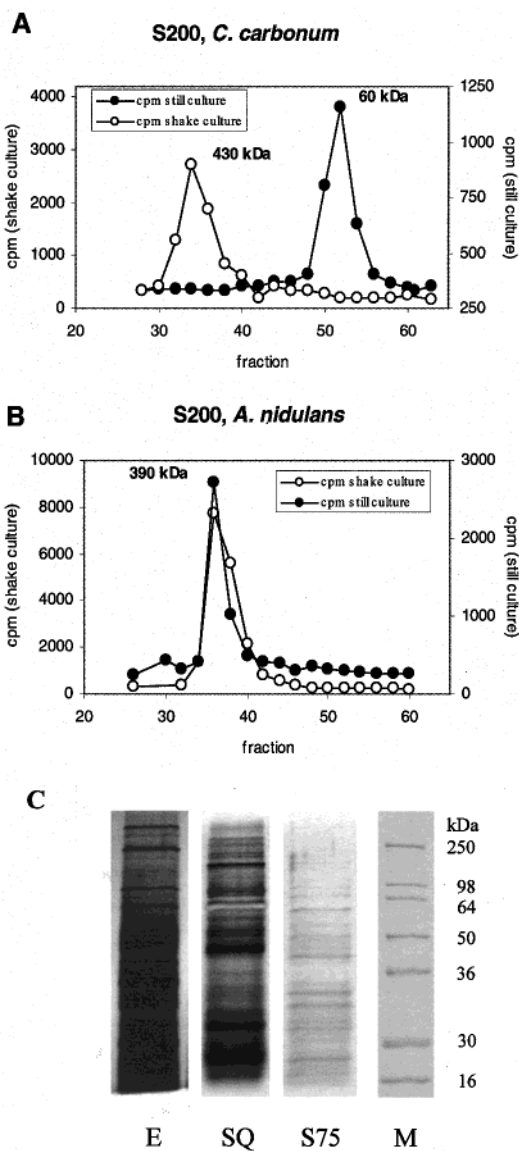 A
S200, C. carbonum
cpm still culture
cpm shake culture
60 kDa
430 kDa
cpm (shake culture)
4000
3000
2000
1000
0
cpm (still culture)
1250
1000
750
500
250
20 30 40 50 60
fraction
B
S200, A. nidulans
390 kDa
cpm shake culture
cpm still culture
cpm (shake culture)
10000
8000
6000
4000
2000
0
cpm (still culture)
3000
2000
1000
0
20 30 40 50 60
fraction
C
kDa
250
98
64
50
36
30
16
E SQ S75 M